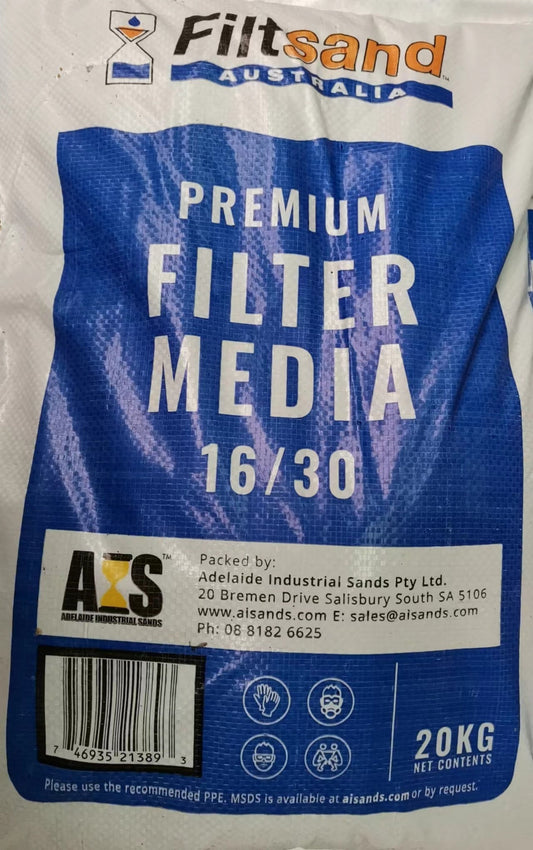 Filtsand™
AUSTRALIA
PREMIUM
FILTER
MEDIA
16/30
AIS™
ADELAIDE INDUSTRIAL SANDS
Packed by:
Adelaide Industrial Sands Pty Ltd.
20 Bremen Drive Salisbury South SA 5106
www.aisands.com E: sales@aisands.com
Ph: 08 8182 6625
7 46935 21389 3
20KG
NET CONTENTS
Please use the recommended PPE. MSDS is available at aisands.com or by request.